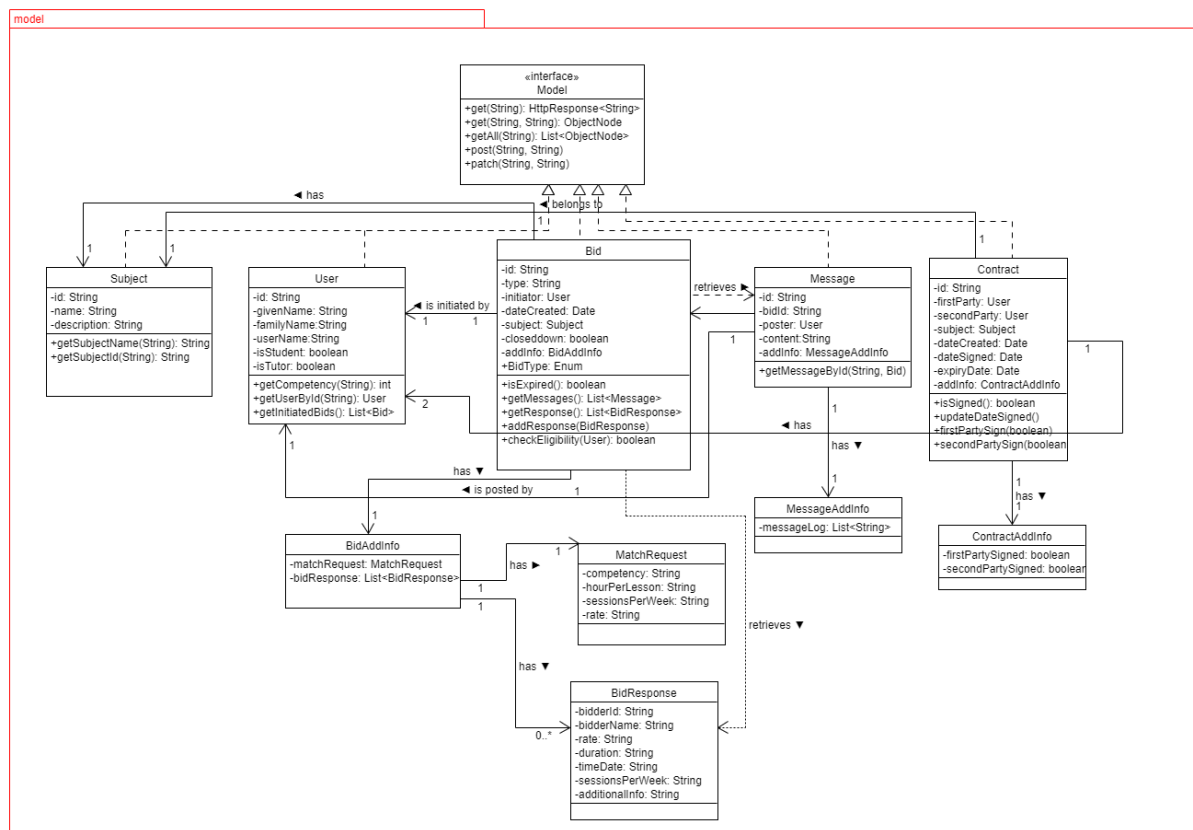 model
«interface»
Model
+get(String): HttpResponse<String>
+get(String, String): ObjectNode
+getAll(String): List<ObjectNode>
+post(String, String)
+patch(String, String)
◄ has
◄ belongs to
1
1
1
1
Subject
-id: String
-name: String
-description: String
+getSubjectName(String): String
+getSubjectId(String): String
User
-id: String
-givenName: String
-familyName:String
-userName:String
-isStudent: boolean
-isTutor: boolean
+getCompetency(String): int
+getUserById(String): User
+getInitiatedBids(): List<Bid>
◄ is initiated by
1
1
2
1
Bid
-id: String
-type: String
-initiator: User
-dateCreated: Date
-subject: Subject
-closeddown: boolean
-addInfo: BidAddInfo
+BidType: Enum
+isExpired(): boolean
+getMessages(): List<Message>
+getResponse(): List<BidResponse>
+addResponse(BidResponse)
+checkEligibility(User): boolean
retrieves ►
1
Message
-id: String
-bidId: String
-poster: User
-content:String
-addInfo: MessageAddInfo
+getMessageById(String, Bid)
Contract
-id: String
-firstParty: User
-secondParty: User
-subject: Subject
-dateCreated: Date
-dateSigned: Date
-expiryDate: Date
-addInfo: ContractAddInfo
+isSigned(): boolean
+updateDateSigned()
+firstPartySign(boolean)
+secondPartySign(boolean
1
◄ has
1
has ▼
1
has ▼
◄ is posted by
1
1
1
has ▼
1
MessageAddInfo
-messageLog: List<String>
ContractAddInfo
-firstPartySigned: boolean
-secondPartySigned: boolean
BidAddInfo
-matchRequest: MatchRequest
-bidResponse: List<BidResponse>
1
1
has ►
1
MatchRequest
-competency: String
-hourPerLesson: String
-sessionsPerWeek: String
-rate: String
retrieves ▼
has ▼
0..*
BidResponse
-bidderId: String
-bidderName: String
-rate: String
-duration: String
-timeDate: String
-sessionsPerWeek: String
-additionalInfo: String